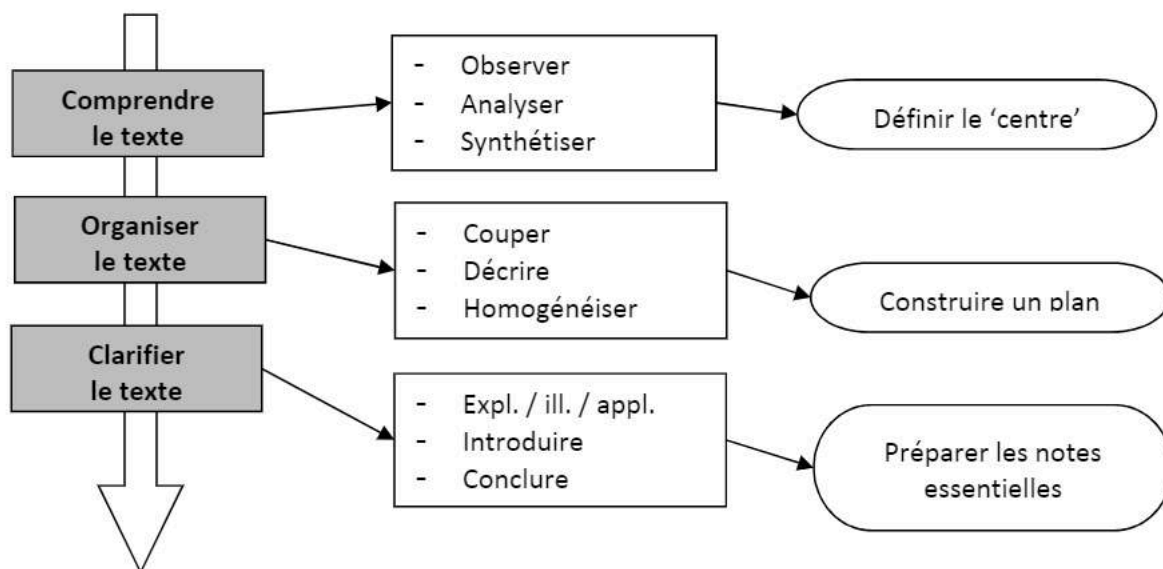 Comprendre
le texte
- Observer
- Analyser
- Synthétiser
Définir le ‘centre’
Organiser
le texte
- Couper
- Décrire
- Homogénéiser
Construire un plan
Clarifier
le texte
- Expl. / ill. / appl.
- Introduire
- Conclure
Préparer les notes
essentielles